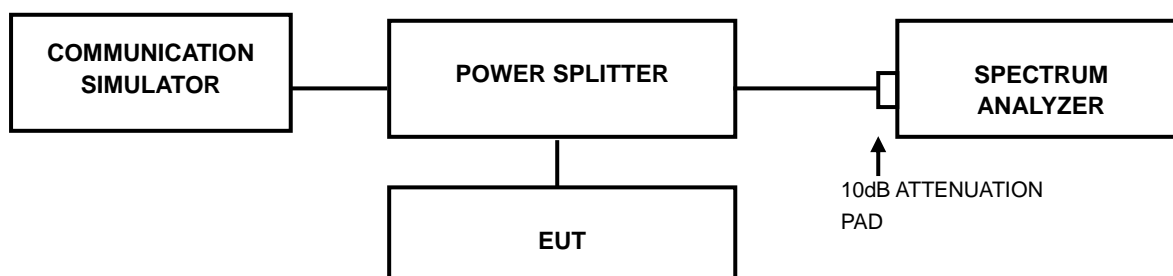 COMMUNICATION
SIMULATOR
POWER SPLITTER
SPECTRUM
ANALYZER
10dB ATTENUATION
PAD
EUT